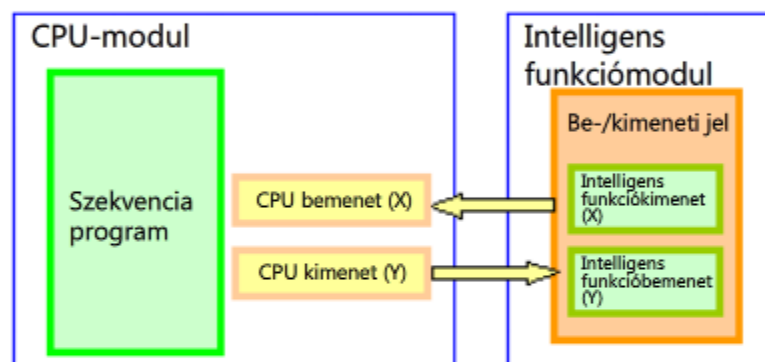 CPU-modul
Szekvencia
program
CPU bemenet (X)
CPU kimenet (Y)
Intelligens
funkciómodul
Be-/kimeneti jel
Intelligens
funkciókimenet
(X)
Intelligens
funkcióbemenet
(Y)